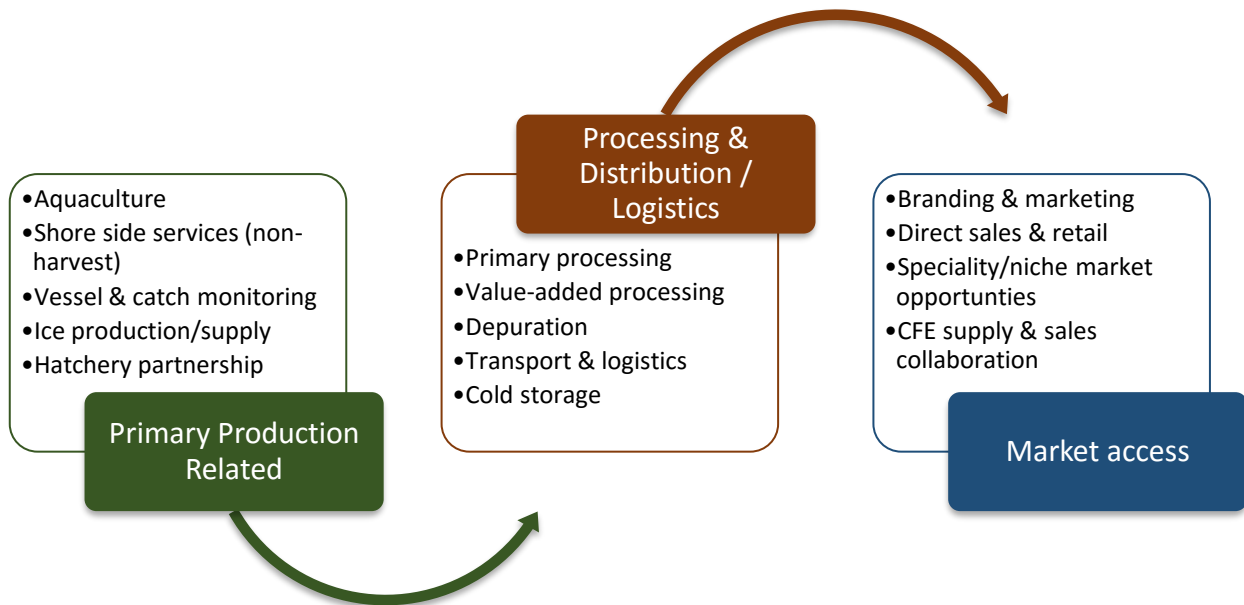 •Aquaculture
•Shore side services (non-
harvest)
•Vessel & catch monitoring
•Ice production/supply
•Hatchery partnership
Primary Production
Related
Processing &
Distribution /
Logistics
•Primary processing
•Value-added processing
•Depuration
•Transport & logistics
•Cold storage
•Branding & marketing
•Direct sales & retail
•Speciality/niche market
opportunties
•CFE supply & sales
collaboration
Market access